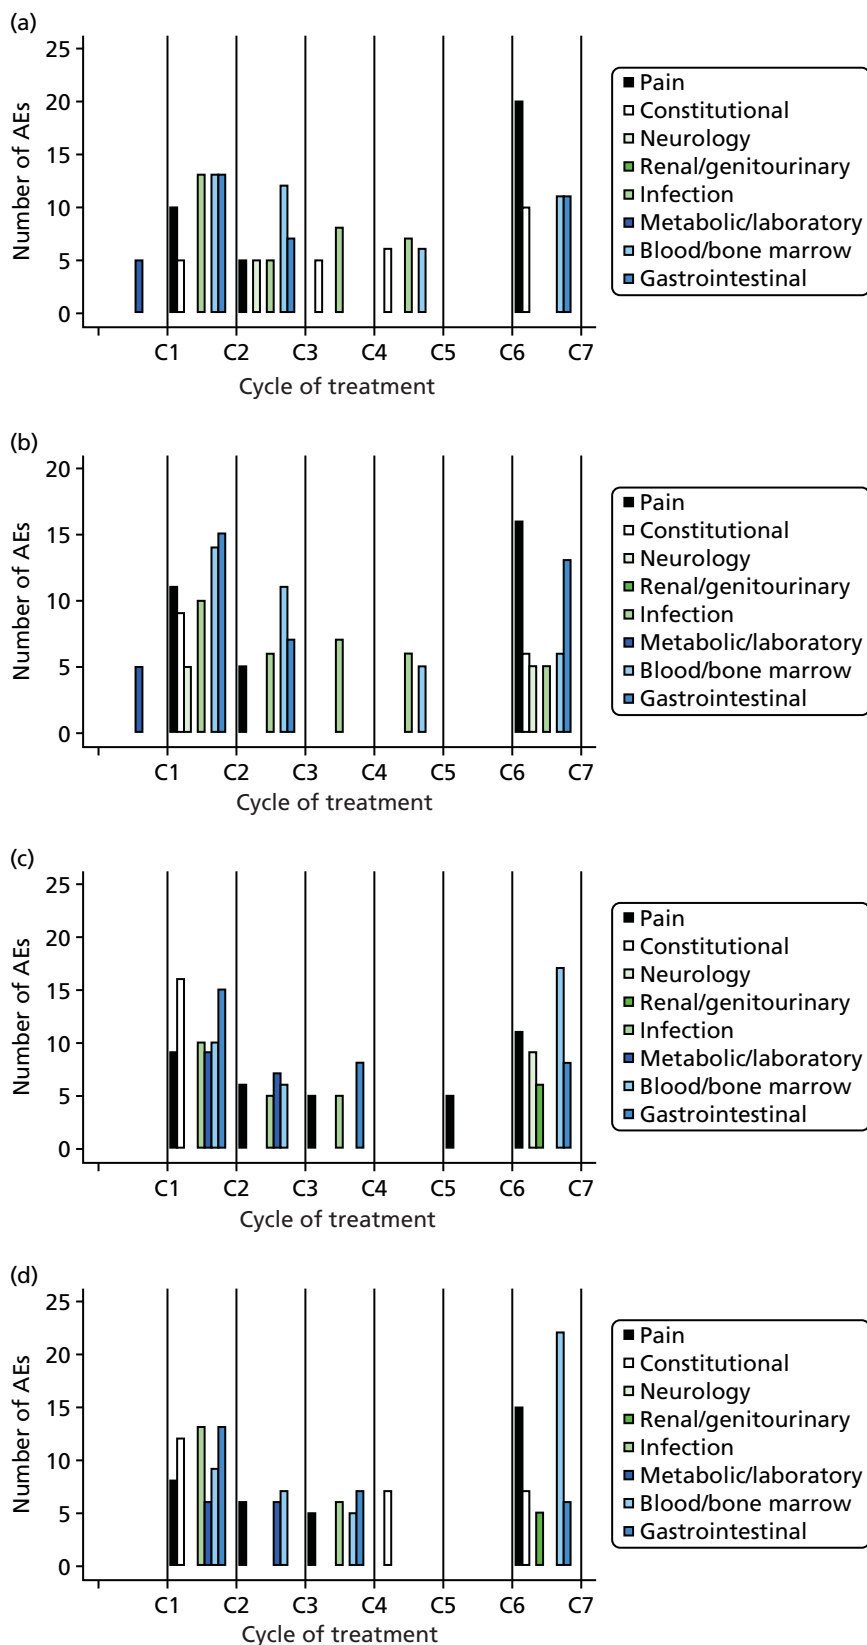 (a)
Number of AEs
25
20
15
10
5
0
C1 C2 C3 C4 C5 C6 C7
Cycle of treatment
Pain
Constitutional
Neurology
Renal/genitourinary
Infection
Metabolic/laboratory
Blood/bone marrow
Gastrointestinal
(b)
Number of AEs
20
15
10
5
0
C1 C2 C3 C4 C5 C6 C7
Cycle of treatment
Pain
Constitutional
Neurology
Renal/genitourinary
Infection
Metabolic/laboratory
Blood/bone marrow
Gastrointestinal
(c)
Number of AEs
25
20
15
10
5
0
C1 C2 C3 C4 C5 C6 C7
Cycle of treatment
Pain
Constitutional
Neurology
Renal/genitourinary
Infection
Metabolic/laboratory
Blood/bone marrow
Gastrointestinal
(d)
Number of AEs
25
20
15
10
5
0
C1 C2 C3 C4 C5 C6 C7
Cycle of treatment
Pain
Constitutional
Neurology
Renal/genitourinary
Infection
Metabolic/laboratory
Blood/bone marrow
Gastrointestinal